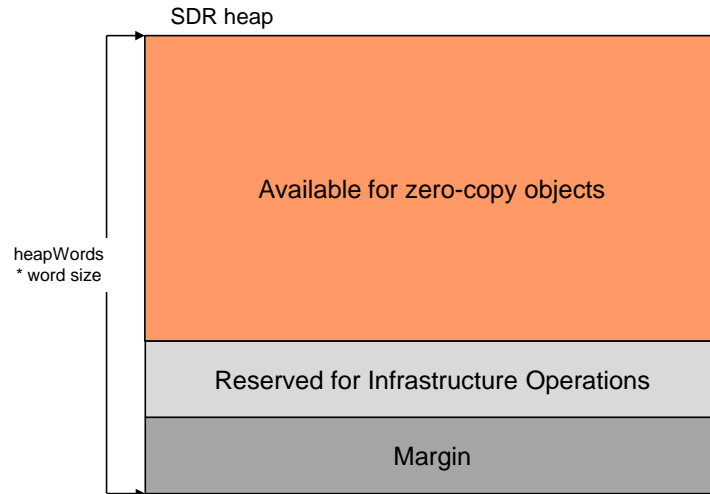 SDR heap
Available for zero-copy objects
heapWords
* word size
Reserved for Infrastructure Operations
Margin